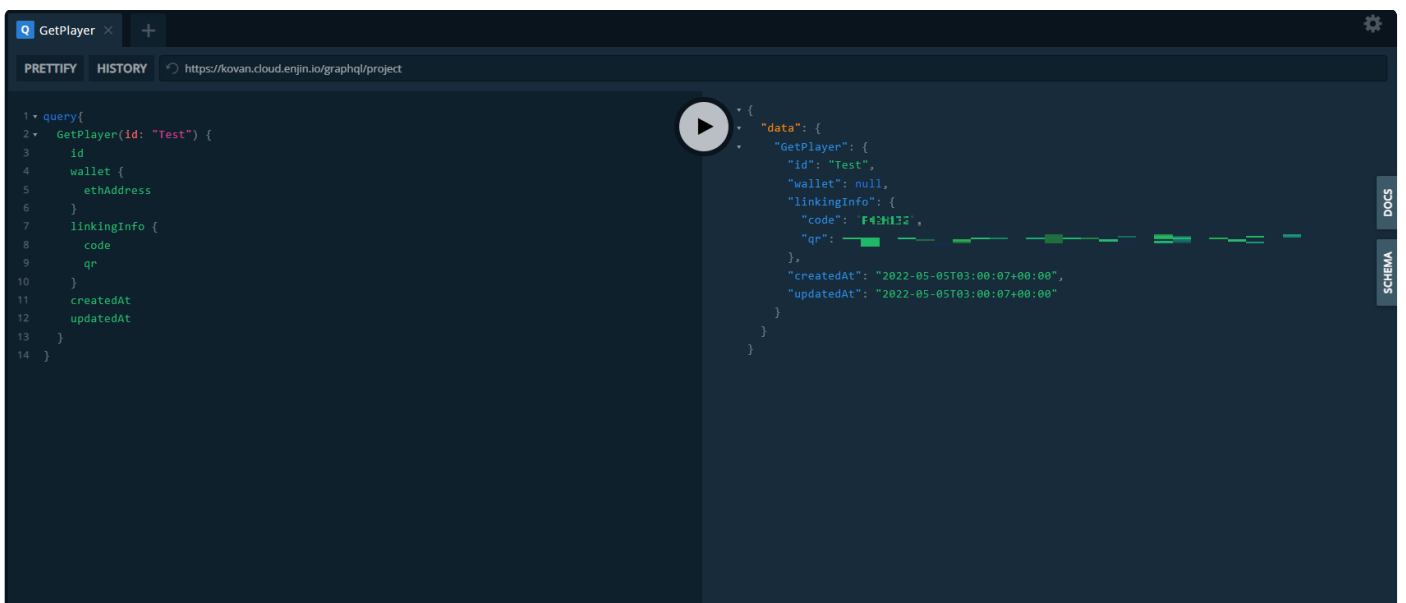 Q GetPlayer × +
PRETTIFY HISTORY https://kovan.cloud.enjin.io/graphql/project
1 query{
2 GetPlayer(id: "Test") {
3 id
4 wallet {
5 ethAddress
6 }
7 linkingInfo {
8 code
9 qr
10 }
11 createdAt
12 updatedAt
13 }
14 }
{
"data": {
"GetPlayer": {
"id": "Test",
"wallet": null,
"linkingInfo": {
"code": ,
"qr":
},
"createdAt": "2022-05-05T03:00:07+00:00",
"updatedAt": "2022-05-05T03:00:07+00:00"
}
}
}
DOCS
SCHEMA